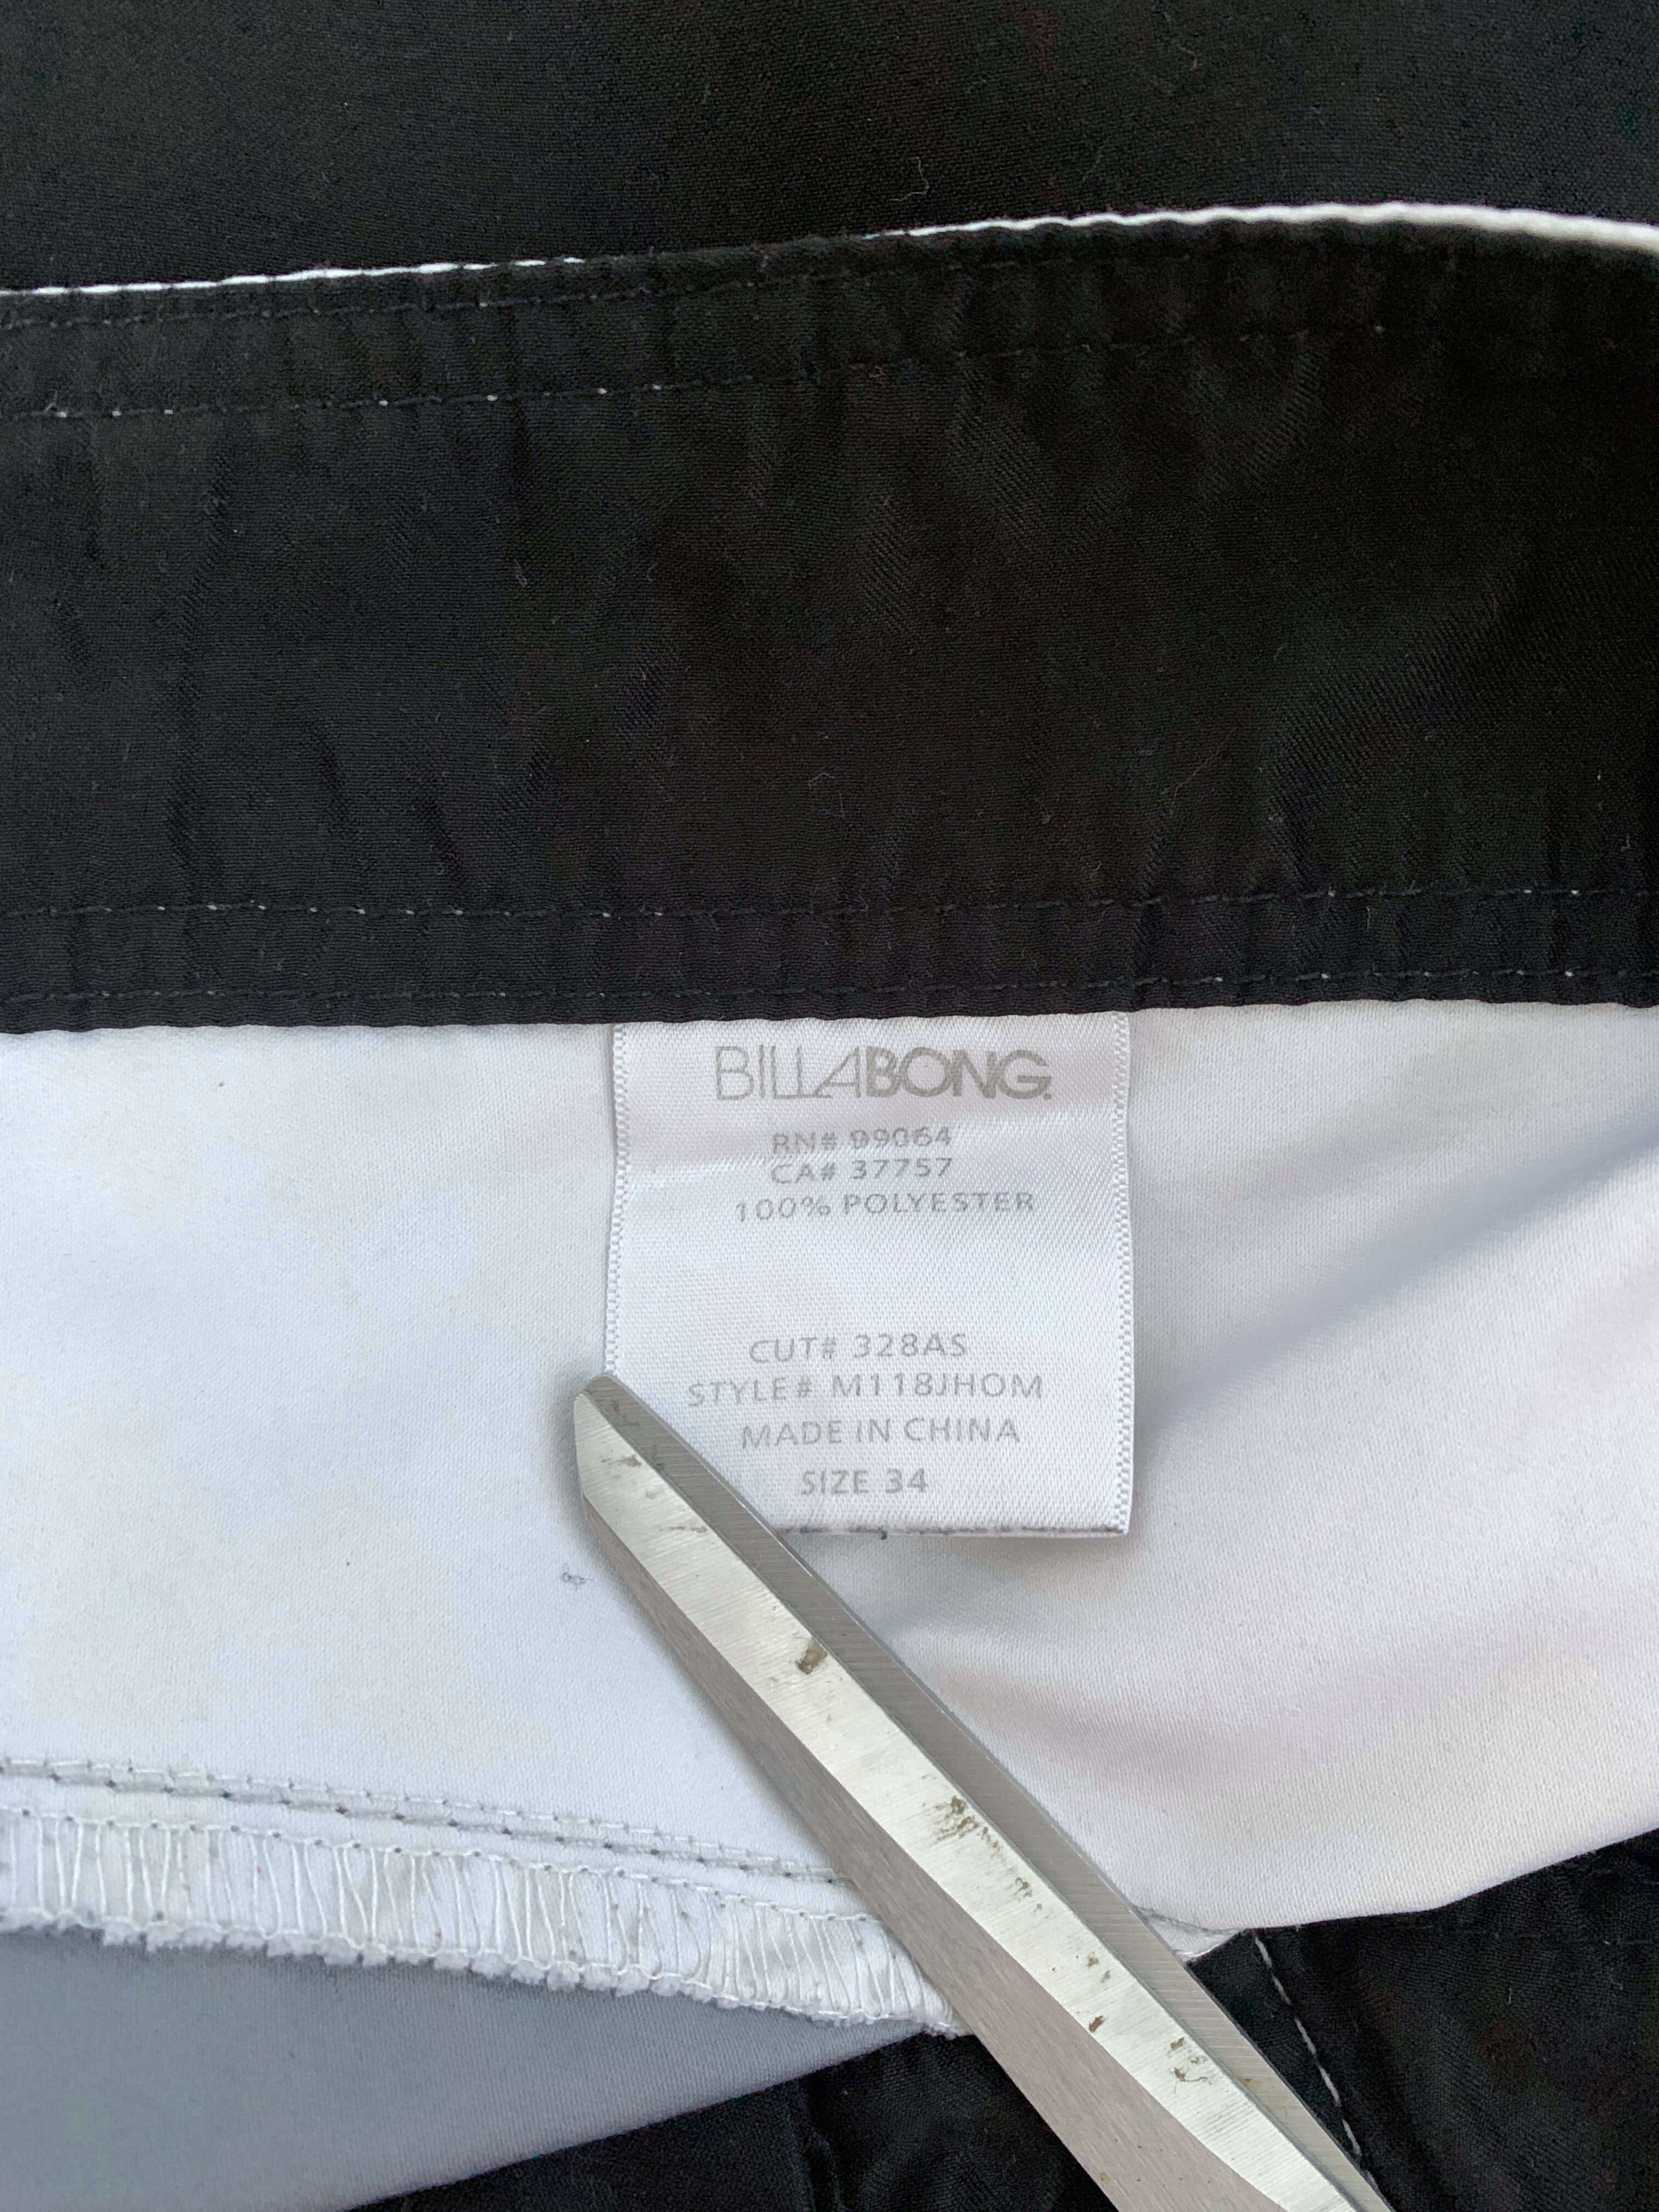 BILLABONG.
RN# 99064
CA# 37757
100% POLYESTER
CUT# 328AS
STYLE# M118JHOM
MADE IN CHINA
SIZE 34